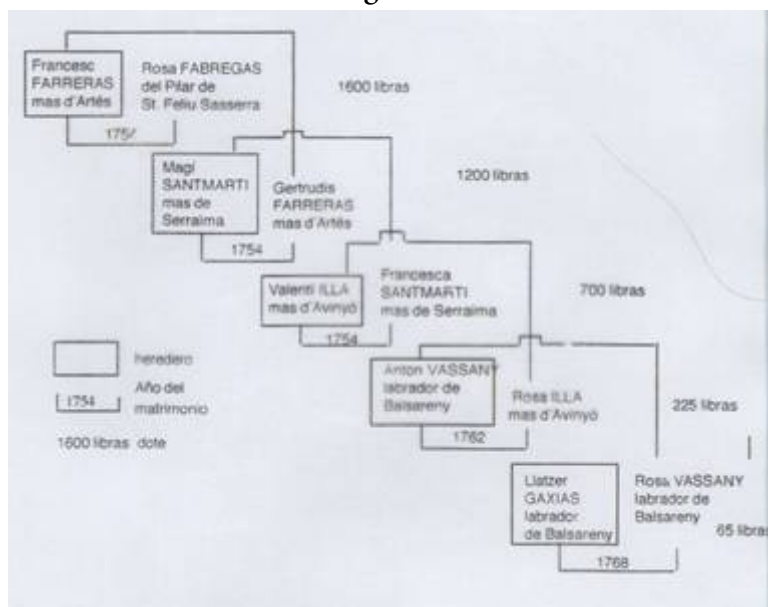 Francesc
FARRERAS
mas d'Artés
Rosa FABREGAS
del Pilar de
St. Feliu Sasserra
1600 libras
Magí
SANTMARTI
mas de
Serraïma
Gertrudis
FARRERAS
mas d'Artés
1200 libras
1754
Valentí ILLA
mas d'Avinyó
Francesca
SANTMARTI
mas de Serraima
700 libras
1754
heredero
1754
Año del
matrimonio
1600 libras dote
Anton VASSANY
labrador de
Balsareny
Rosa ILLA
mas d'Avinyó
225 libras
1762
Llatzer
GAXIAS
labrador
de Balsareny
Rosa VASSANY
labrador de
Balsareny
65 libras
1768